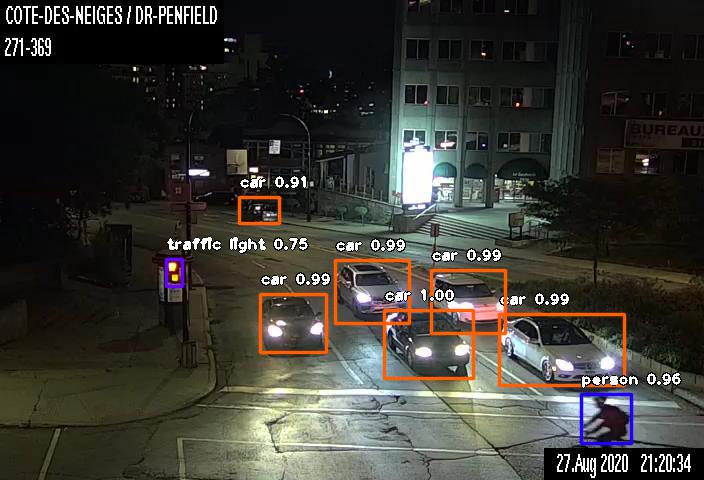 COTE-DES-NEIGES / DR-PENFIELD
271-369
car 0.91
traffic light 0.75
car 0.99
car 0.99
car 0.99
car 1.00
car 0.99
person 0.96
BUREAUX
27.Aug 2020 21:20:34